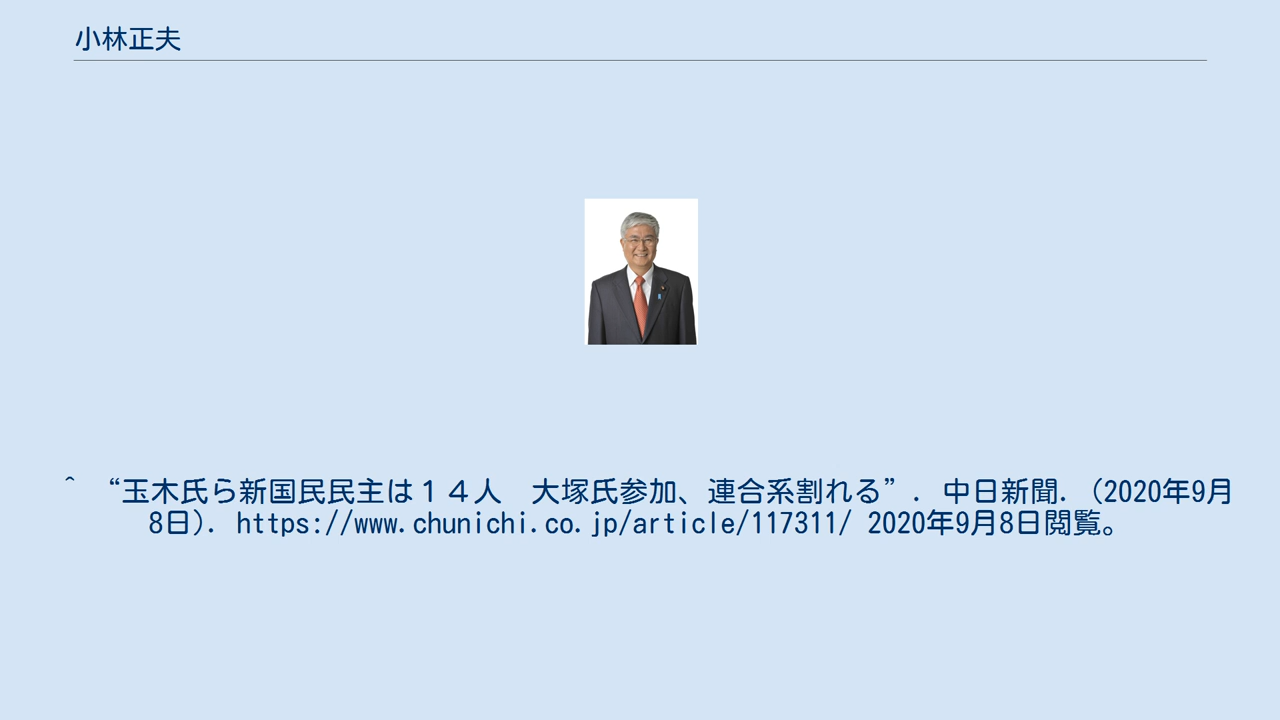 小林正夫
^ “玉木氏ら新国民民主は１４人　大塚氏参加、連合系割れる”. 中日新聞. (2020年9月
8日). https://www.chunichi.co.jp/article/117311/ 2020年9月8日閲覧。